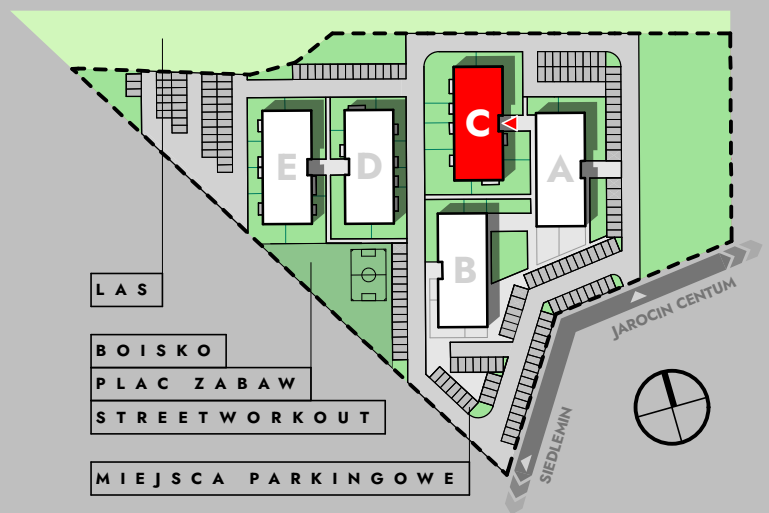 C
E
D
A
B
LAS
BOISKO
PLAC ZABAW
STREETWORKOUT
MIEJSCA PARKINGOWE
JAROCIN CENTUM
SIEDLEMIN